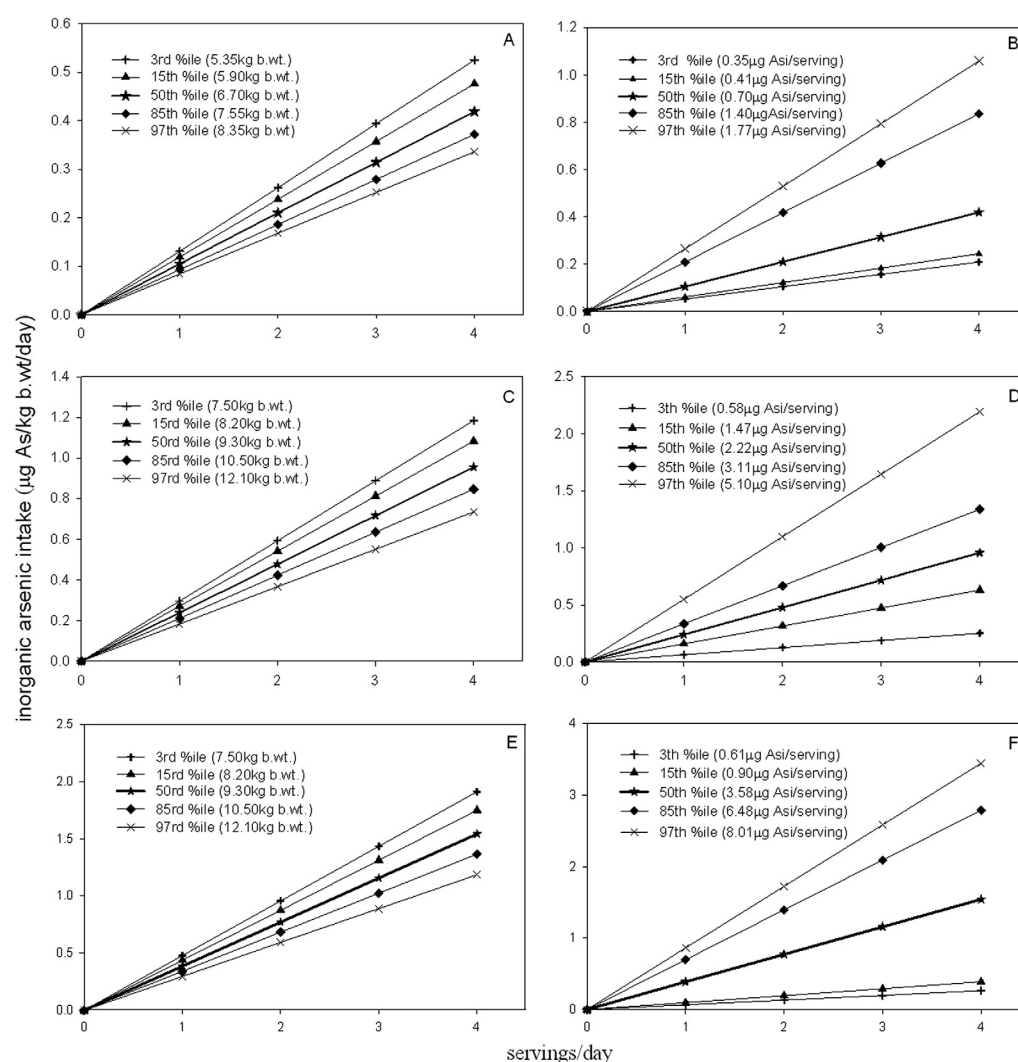 inorganic arsenic intake (µg As/kg b.wt/day)
A
3rd %ile (5.35kg b.wt.)
15th %ile (5.90kg b.wt.)
50th %ile (6.70kg b.wt.)
85th %ile (7.55kg b.wt.)
97th %ile (8.35kg b.wt)
0.6
0.5
0.4
0.3
0.2
0.1
0.0
0 1 2 3 4
B
3rd %ile (0.35µg Asi/serving)
15th %ile (0.41µg Asi/serving)
50th %ile (0.70µg Asi/serving)
85th %ile (1.40µgAsi/serving)
97th %ile (1.77µg Asi/serving)
1.2
1.0
0.8
0.6
0.4
0.2
0.0
0 1 2 3 4
C
3rd %ile (7.50kg b.wt.)
15rd %ile (8.20kg b.wt.)
50rd %ile (9.30kg b.wt.)
85rd %ile (10.50kg b.wt.)
97rd %ile (12.10kg b.wt.)
1.4
1.2
1.0
0.8
0.6
0.4
0.2
0.0
0 1 2 3 4
D
3th %ile (0.58µg Asi/serving)
15th %ile (1.47µg Asi/serving)
50th %ile (2.22µg Asi/serving)
85th %ile (3.11µg Asi/serving)
97th %ile (5.10µg Asi/serving)
2.5
2.0
1.5
1.0
0.5
0.0
0 1 2 3 4
E
3rd %ile (7.50kg b.wt.)
15rd %ile (8.20kg b.wt.)
50rd %ile (9.30kg b.wt.)
85rd %ile (10.50kg b.wt.)
97rd %ile (12.10kg b.wt.)
2.5
2.0
1.5
1.0
0.5
0.0
0 1 2 3 4
F
3th %ile (0.61µg Asi/serving)
15th %ile (0.90µg Asi/serving)
50th %ile (3.58µg Asi/serving)
85th %ile (6.48µg Asi/serving)
97th %ile (8.01µg Asi/serving)
4
3
2
1
0
0 1 2 3 4
servings/day